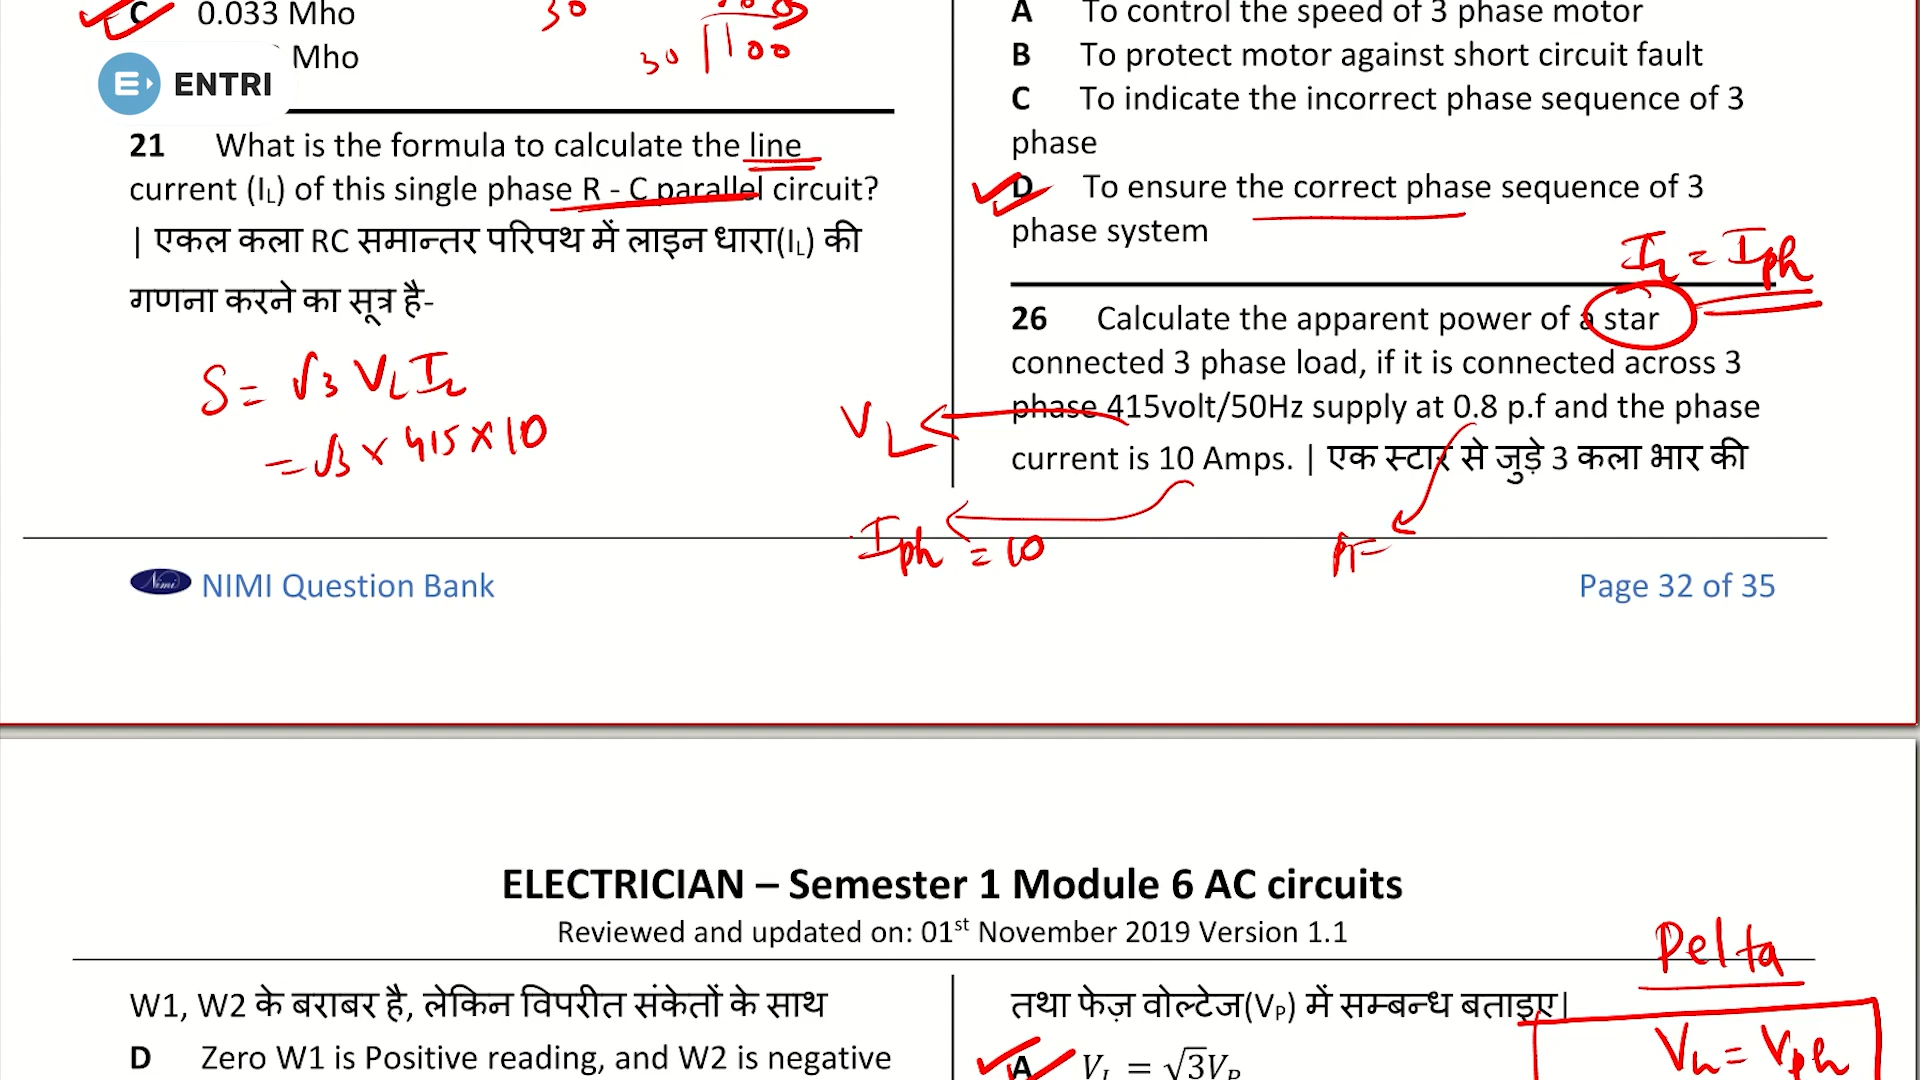 C 0.033 Mho
Mho
30
100
30
ENTRI
21 What is the formula to calculate the line
current (IL) of this single phase R - C parallel circuit?
| एकल कला RC समान्तर परिपथ में लाइन धारा(IL) की
गणना करने का सूत्र है-
S = √3 VL IL
= √3 x 415 x 10
A To control the speed of 3 phase motor
B To protect motor against short circuit fault
C To indicate the incorrect phase sequence of 3
phase
D To ensure the correct phase sequence of 3
phase system
IL = Iph
26 Calculate the apparent power of a star
connected 3 phase load, if it is connected across 3
phase 415volt/50Hz supply at 0.8 p.f and the phase
current is 10 Amps. | एक स्टार से जुड़े 3 कला भार की
VL
Iph = 10
Pf =
Nimi NIMI Question Bank
Page 32 of 35
ELECTRICIAN – Semester 1 Module 6 AC circuits
Reviewed and updated on: 01st November 2019 Version 1.1
W1, W2 के बराबर है, लेकिन विपरीत संकेतों के साथ
D Zero W1 is Positive reading, and W2 is negative
तथा फेज़ वोल्टेज(VP) में सम्बन्ध बताइए|
A VL = √3VP
Delta
VL = Vph